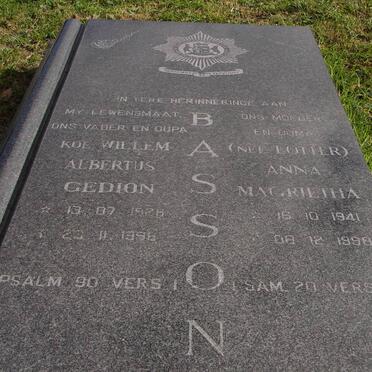 IN TERE HERINNERINGE AAN
MY LEWENSMAAT, ONS MOEDER
ONS VADER EN OUPA EN OUMA
BASSON
WILLEM (NEE LOTTER)
ALBERTUS ANNA
GEDION MAGRIETHA
13 07 1928 16 10 1941
23 11 1996 08 12 1998
PSALM 90 VERS 1 1 SAM. 20 VERS